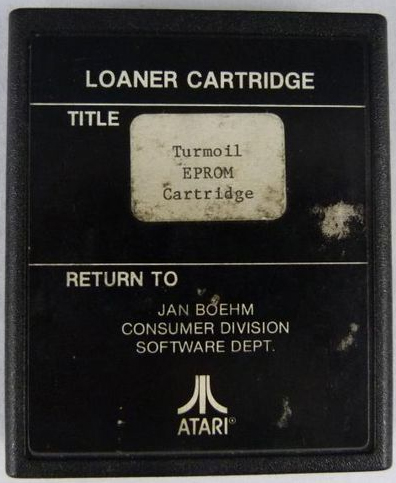 LOANER CARTRIDGE
TITLE
Turmoil
EPROM
Cartridge
RETURN TO
JAN BOEHM
CONSUMER DIVISION
SOFTWARE DEPT.
ATARI®